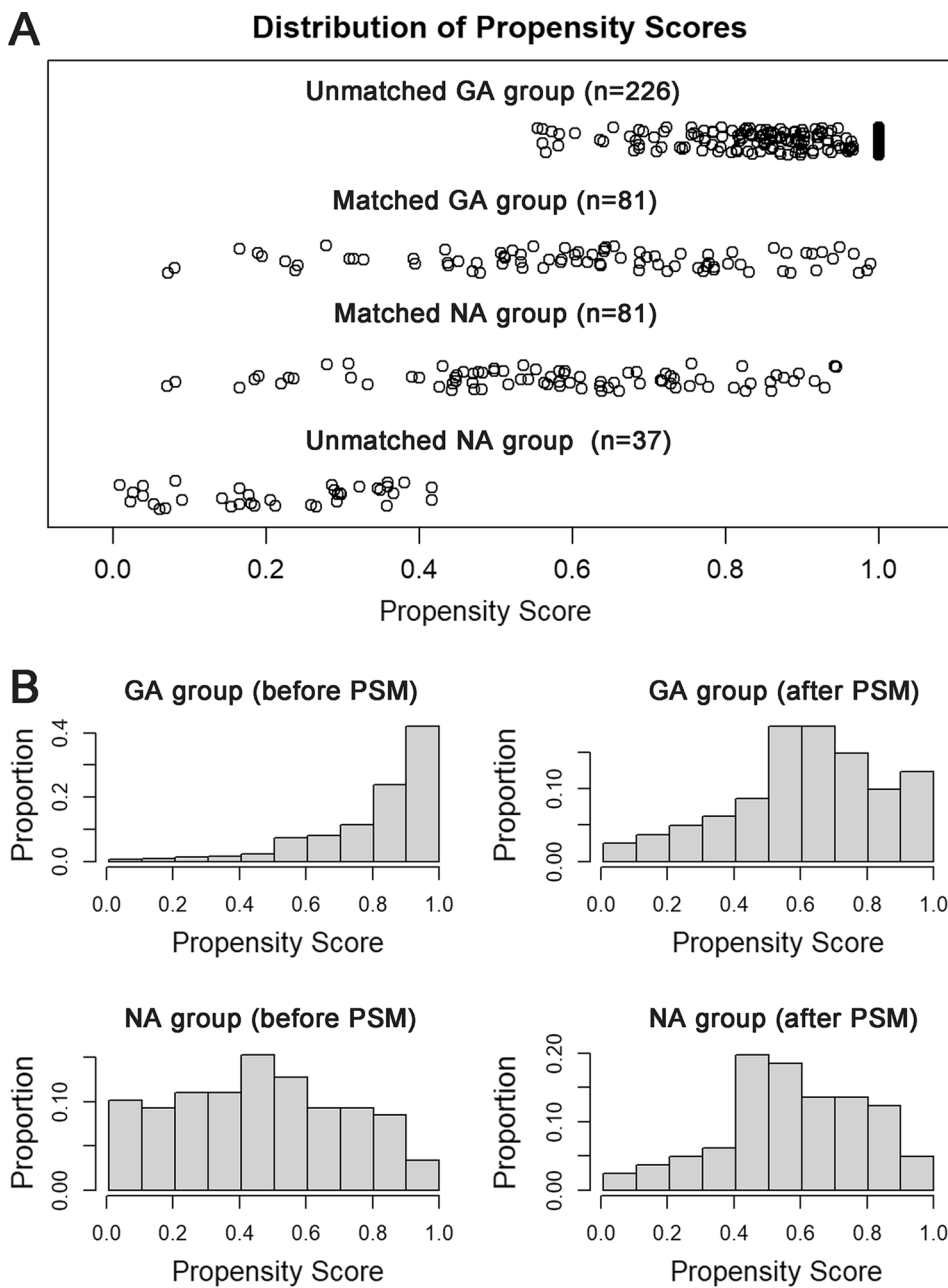 A
Distribution of Propensity Scores
Unmatched GA group (n=226)
Matched GA group (n=81)
Matched NA group (n=81)
Unmatched NA group (n=37)
0.0 0.2 0.4 0.6 0.8 1.0
Propensity Score
B
GA group (before PSM)
Proportion
0.4
0.2
0.0
0.0 0.2 0.4 0.6 0.8 1.0
Propensity Score
GA group (after PSM)
Proportion
0.10
0.00
0.0 0.2 0.4 0.6 0.8 1.0
Propensity Score
NA group (before PSM)
Proportion
0.10
0.00
0.0 0.2 0.4 0.6 0.8 1.0
Propensity Score
NA group (after PSM)
Proportion
0.20
0.10
0.00
0.0 0.2 0.4 0.6 0.8 1.0
Propensity Score